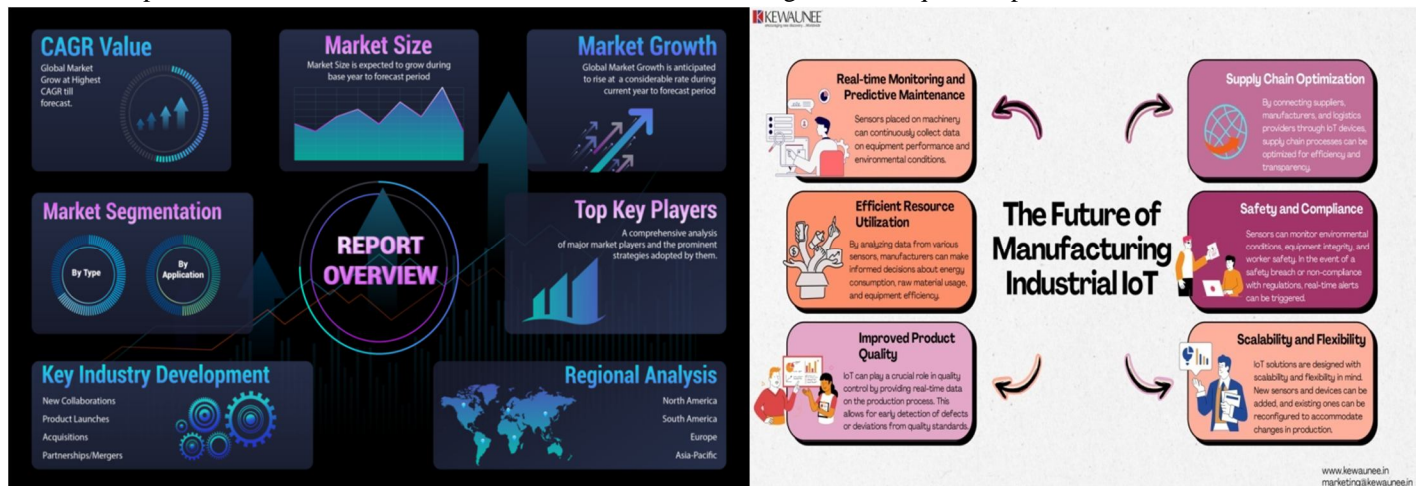 CAGR Value
Global Market
Grow at Highest
CAGR till
forecast.
Market Size
Market Size is expected to grow during
base year to forecast period
Market Growth
Global Market Growth is anticipated
to rise at a considerable rate during
current year to forecast period
Market Segmentation
By Type
By
Application
REPORT
OVERVIEW
Top Key Players
A comprehensive analysis
of major market players and the prominent
strategies adopted by them.
Key Industry Development
New Collaborations
Product Launches
Acquisitions
Partnerships/Mergers
Regional Analysis
North America
South America
Europe
Asia-Pacific
KEWAUNEE
The Future of
Manufacturing
Industrial IoT
Real-time Monitoring and
Predictive Maintenance
Sensors placed on machinery
can continuously collect data
on equipment performance and
environmental conditions.
Efficient Resource
Utilization
By analyzing data from various
sensors, manufacturers can make
informed decisions about energy
consumption, raw material usage,
and equipment efficiency.
Improved Product
Quality
IoT can play a crucial role in quality
control by providing real-time data
on the production process. This
allows for early detection of defects
or deviations from quality standards.
Supply Chain Optimization
By connecting suppliers,
manufacturers, and logistics
providers through IoT devices,
supply chain processes can be
optimized for efficiency and
transparency.
Safety and Compliance
Sensors can monitor environmental
conditions, equipment integrity, and
worker safety. In the event of a
safety breach or non-compliance
with regulations, real-time alerts
can be triggered.
Scalability and Flexibility
IoT solutions are designed with
scalability and flexibility in mind.
New sensors and devices can be
added, and existing ones can be
reconfigured to accommodate
changes in production.
www.kewaunee.in
marketing@kewaunee.in